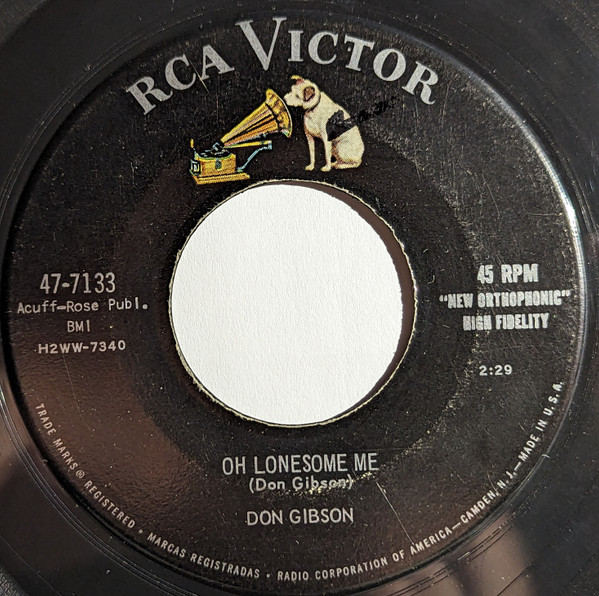 RCA VICTOR
47-7133
Acuff-Rose Publ.
BMI
H2WW-7340
45 RPM
"NEW ORTHOPHONIC"
HIGH FIDELITY
2:29
OH LONESOME ME
(Don Gibson)
DON GIBSON
TRADE MARKS ® REGISTERED • MARCAS REGISTRADAS • RADIO CORPORATION OF AMERICA—CAMDEN, N.J.—MADE IN U.S.A.